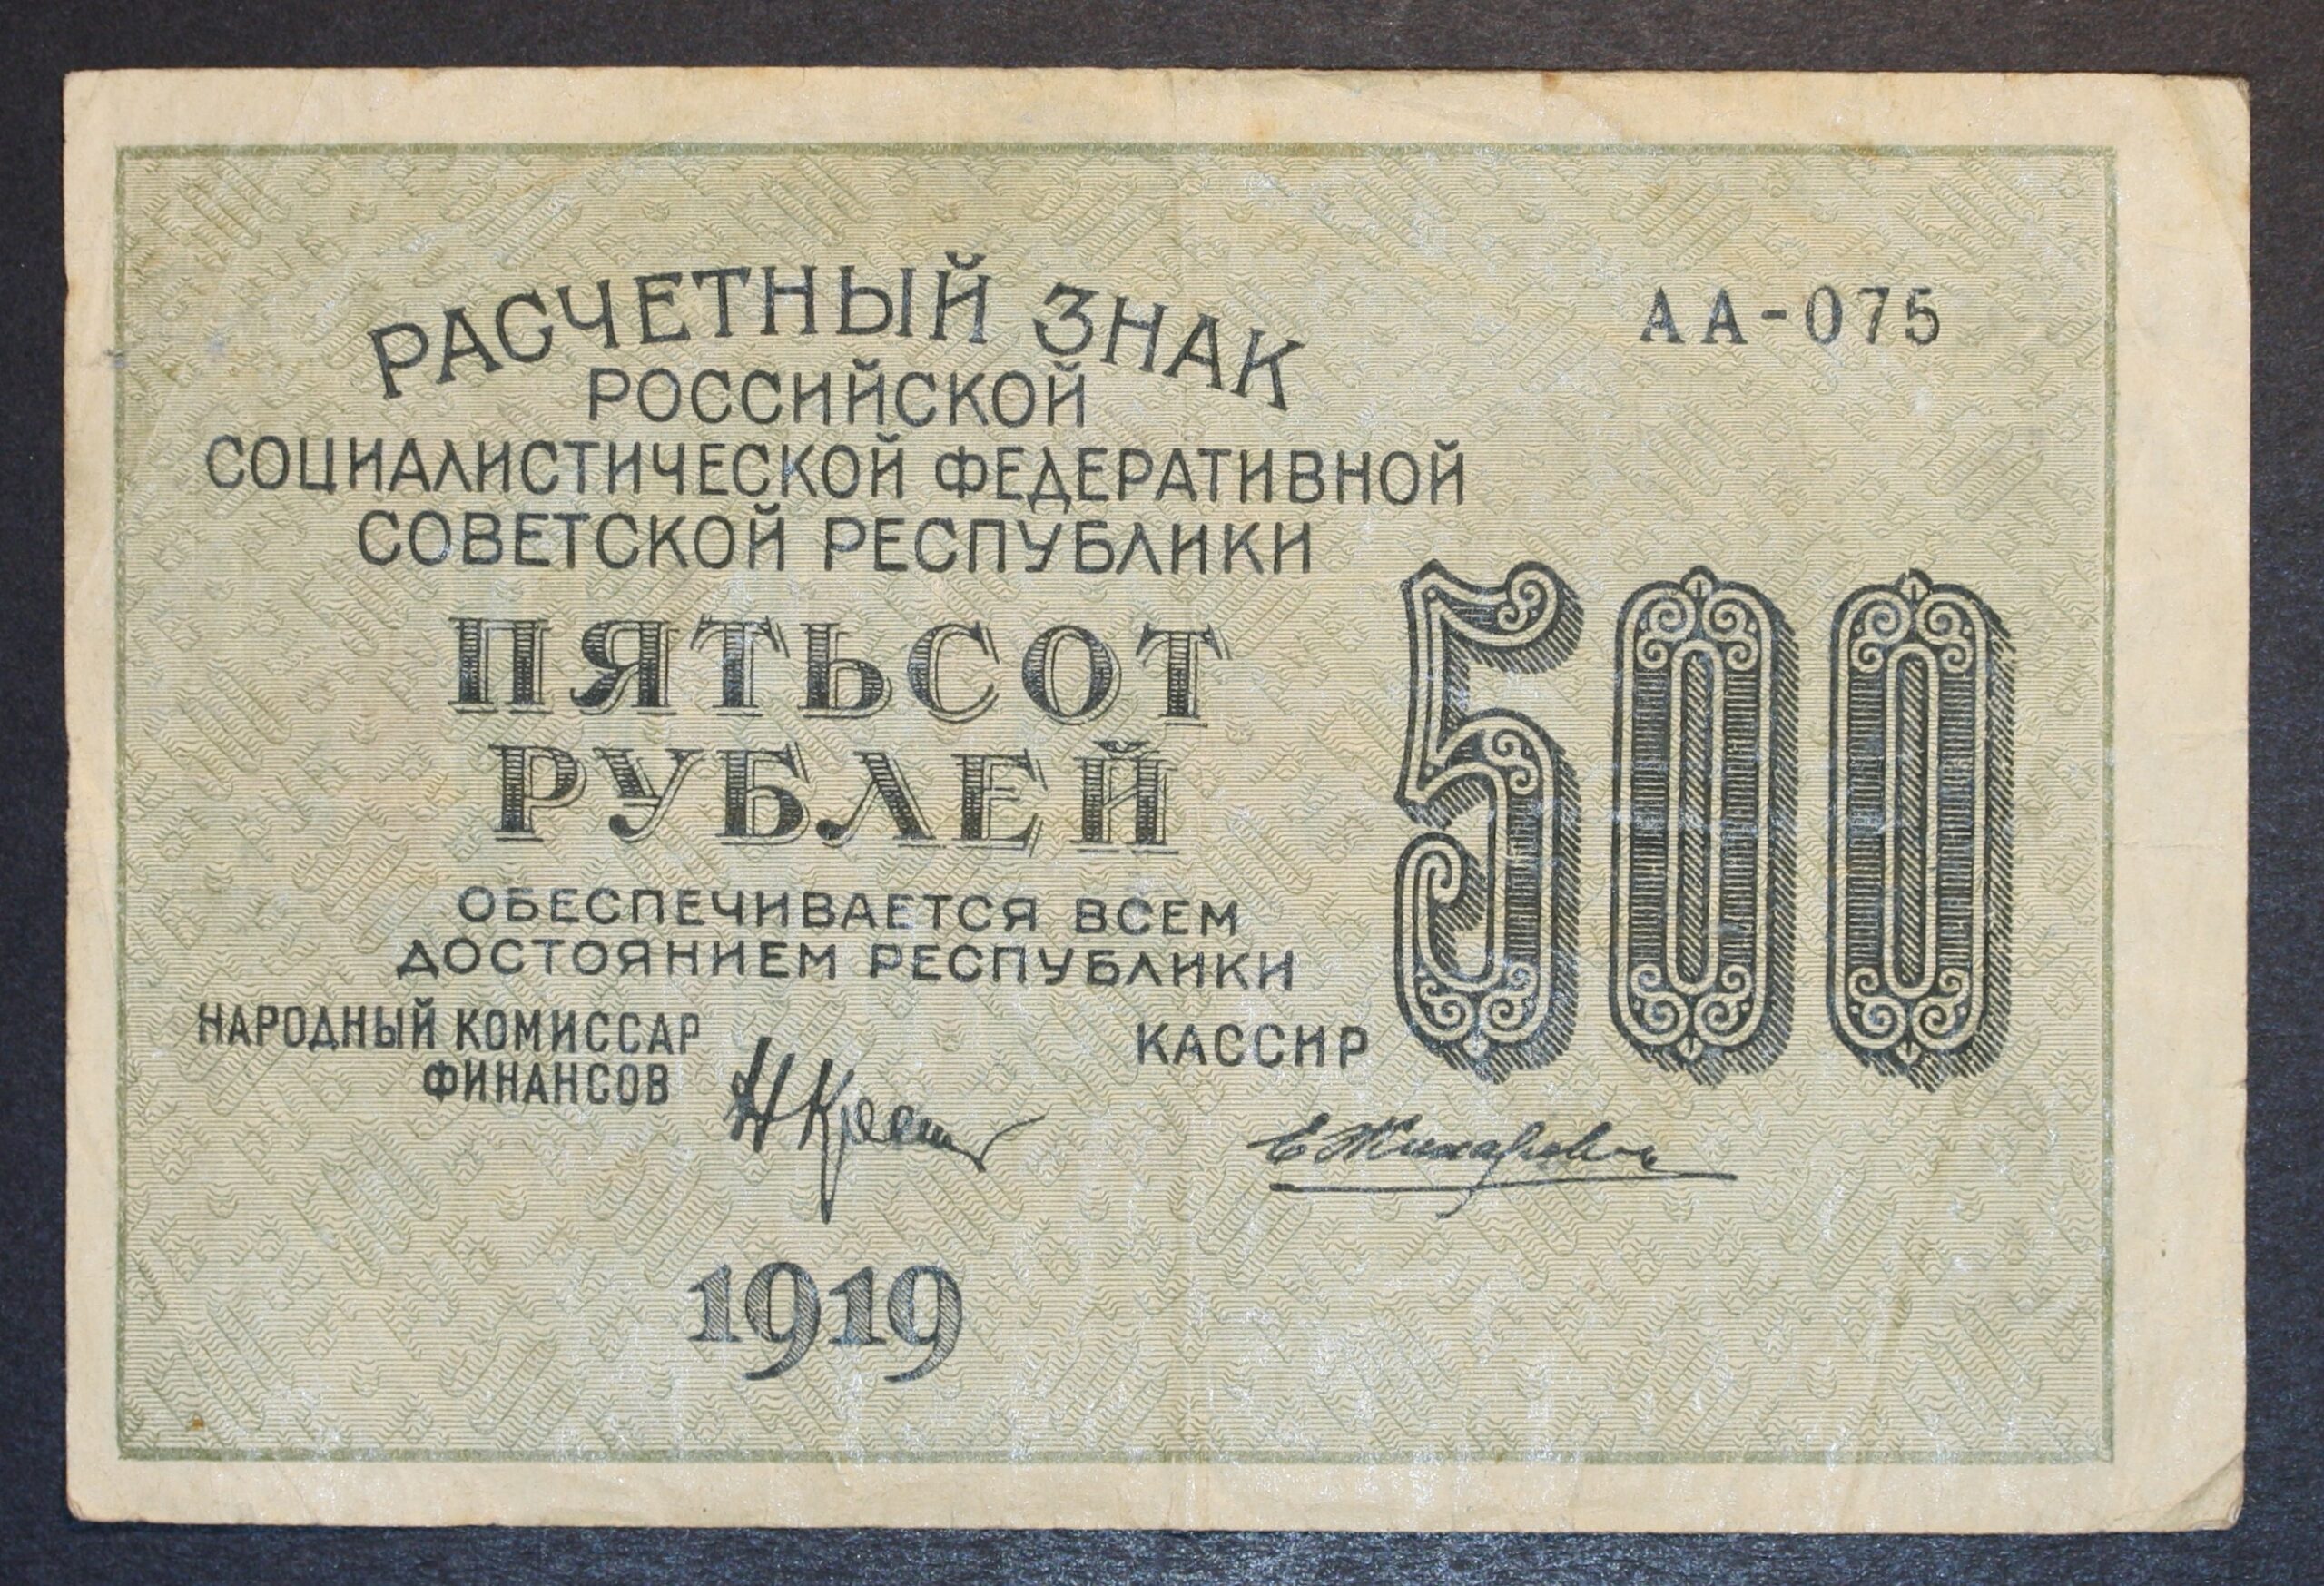 РАСЧЕТНЫЙ ЗНАК
АА-075
РОССИЙСКОЙ
СОЦИАЛИСТИЧЕСКОЙ ФЕДЕРАТИВНОЙ
СОВЕТСКОЙ РЕСПУБЛИКИ
ПЯТЬСОТ
РУБЛЕЙ
500
ОБЕСПЕЧИВАЕТСЯ ВСЕМ
ДОСТОЯНИЕМ РЕСПУБЛИКИ
НАРОДНЫЙ КОМИССАР
ФИНАНСОВ
КАССИР
1919